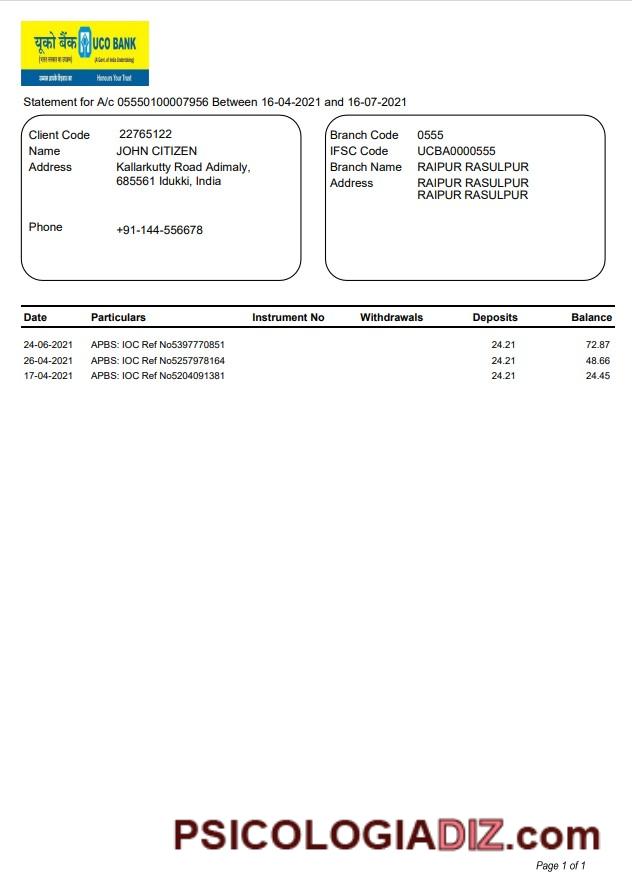 यूको बैंक UCO BANK
(भारत सरकार का उपक्रम) (A Govt. of India Undertaking)
सम्मान आपके विश्वास का Honours Your Trust
Statement for A/c 05550100007956 Between 16-04-2021 and 16-07-2021
Client Code 22765122
Name JOHN CITIZEN
Address Kallarkutty Road Adimaly,
685561 Idukki, India
Phone +91-144-556678
Branch Code 0555
IFSC Code UCBA0000555
Branch Name RAIPUR RASULPUR
Address RAIPUR RASULPUR
RAIPUR RASULPUR
Date Particulars Instrument No Withdrawals Deposits Balance
24-06-2021 APBS: IOC Ref No5397770851 24.21 72.87
26-04-2021 APBS: IOC Ref No5257978164 24.21 48.66
17-04-2021 APBS: IOC Ref No5204091381 24.21 24.45
PSICOLOGIADIZ.com
Page 1 of 1